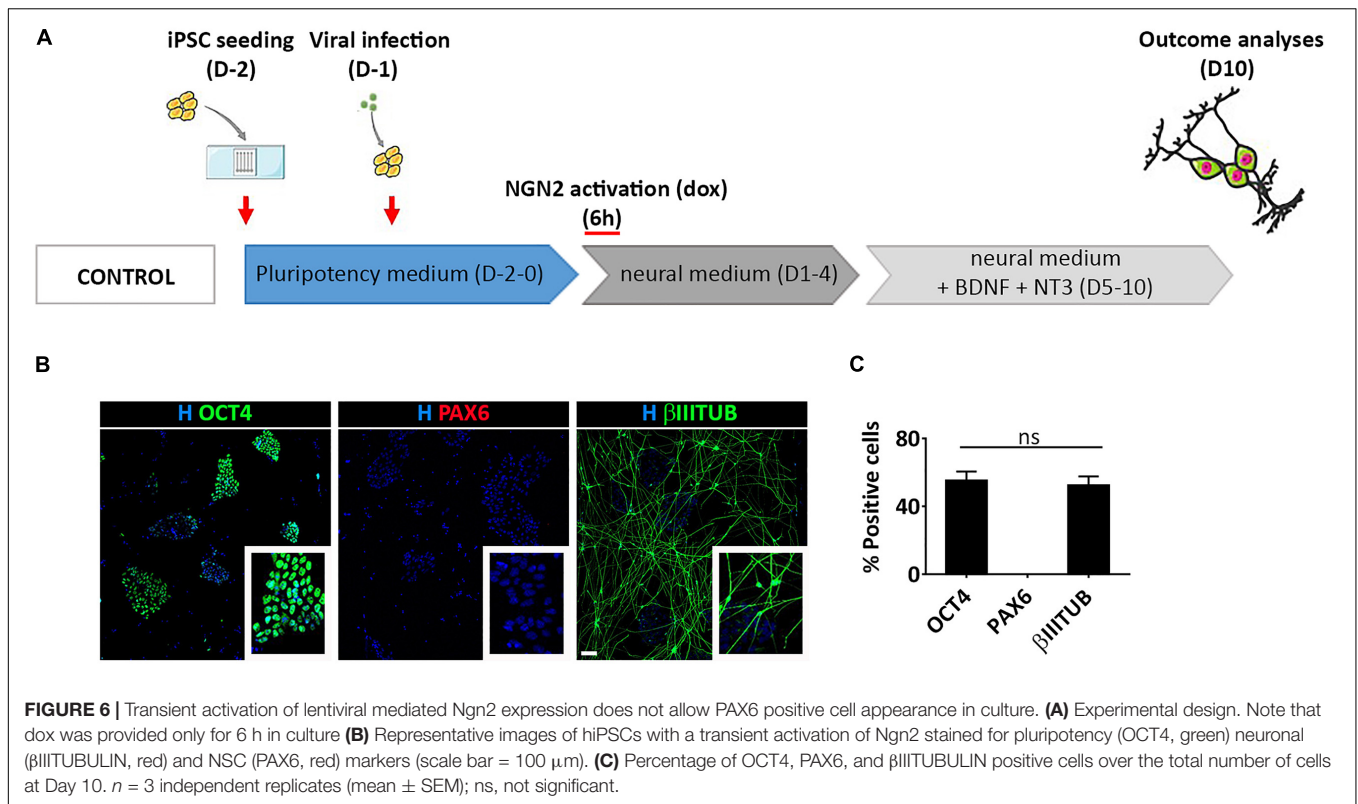 A
iPSC seeding
(D-2)
Viral infection
(D-1)
Outcome analyses
(D10)
NGN2 activation (dox)
(6h)
CONTROL
Pluripotency medium (D-2-0)
neural medium (D1-4)
neural medium
+ BDNF + NT3 (D5-10)
B
H OCT4
H PAX6
H βIIITUB
C
ns
80
40
0
% Positive cells
OCT4
PAX6
βIIITUB
FIGURE 6 | Transient activation of lentiviral mediated Ngn2 expression does not allow PAX6 positive cell appearance in culture. (A) Experimental design. Note that
dox was provided only for 6 h in culture (B) Representative images of hiPSCs with a transient activation of Ngn2 stained for pluripotency (OCT4, green) neuronal
(βIIITUBULIN, red) and NSC (PAX6, red) markers (scale bar = 100 μm). (C) Percentage of OCT4, PAX6, and βIIITUBULIN positive cells over the total number of cells
at Day 10. n = 3 independent replicates (mean ± SEM); ns, not significant.